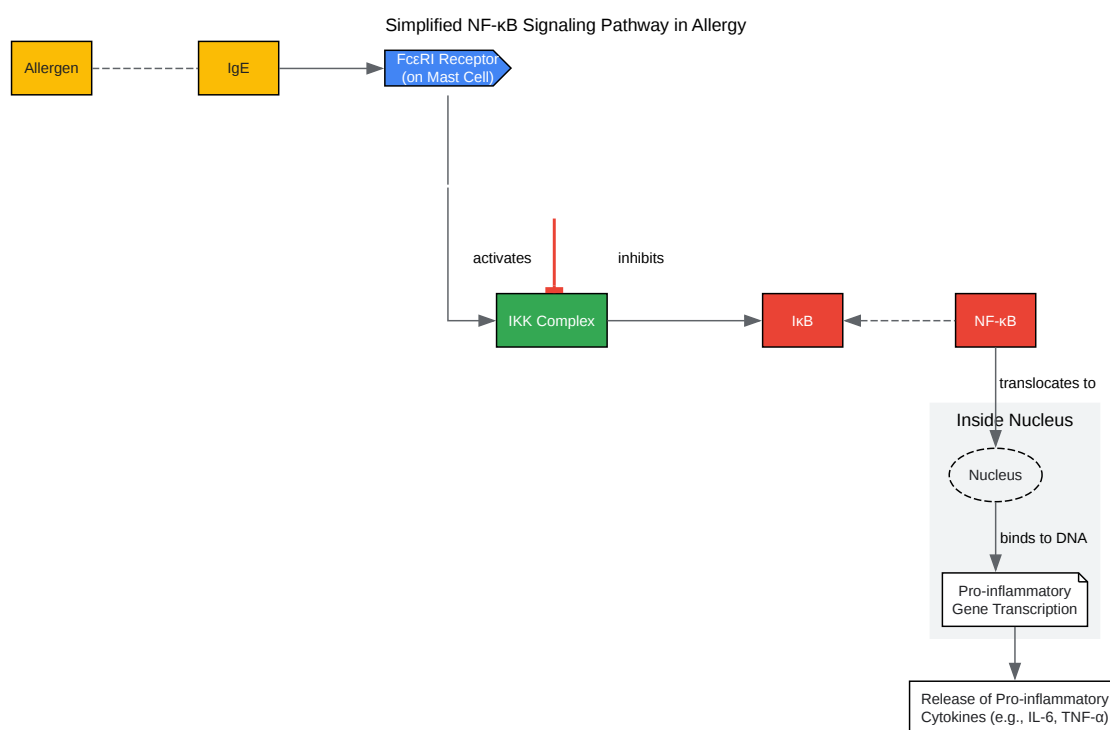 Simplified NF-κB Signaling Pathway in Allergy
Allergen
IgE
FcεRI Receptor
(on Mast Cell)
activates
inhibits
IKK Complex
IκB
NF-κB
translocates to
Inside Nucleus
Nucleus
binds to DNA
Pro-inflammatory
Gene Transcription
Release of Pro-inflammatory
Cytokines (e.g., IL-6, TNF-α)